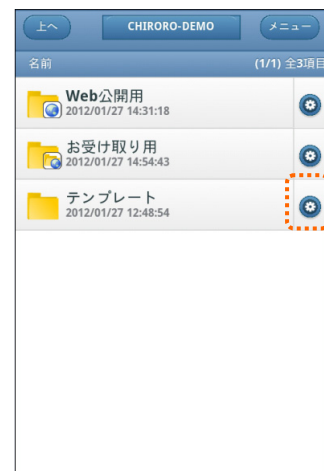 上へ CHIRORO-DEMO メニュー
名前 (1/1) 全3項目
Web公開用
2012/01/27 14:31:18
お受け取り用
2012/01/27 14:54:43
テンプレート
2012/01/27 12:48:54